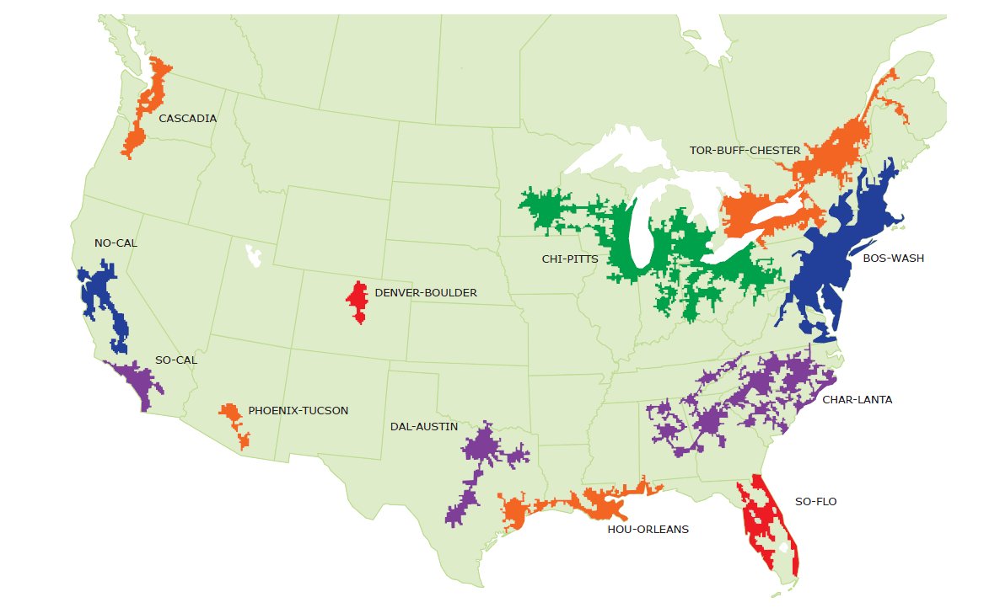 CASCADIA
TOR-BUFF-CHESTER
NO-CAL
CHI-PITTS
BOS-WASH
DENVER-BOULDER
SO-CAL
CHAR-LANTA
PHOENIX-TUCSON
DAL-AUSTIN
SO-FLO
HOU-ORLEANS